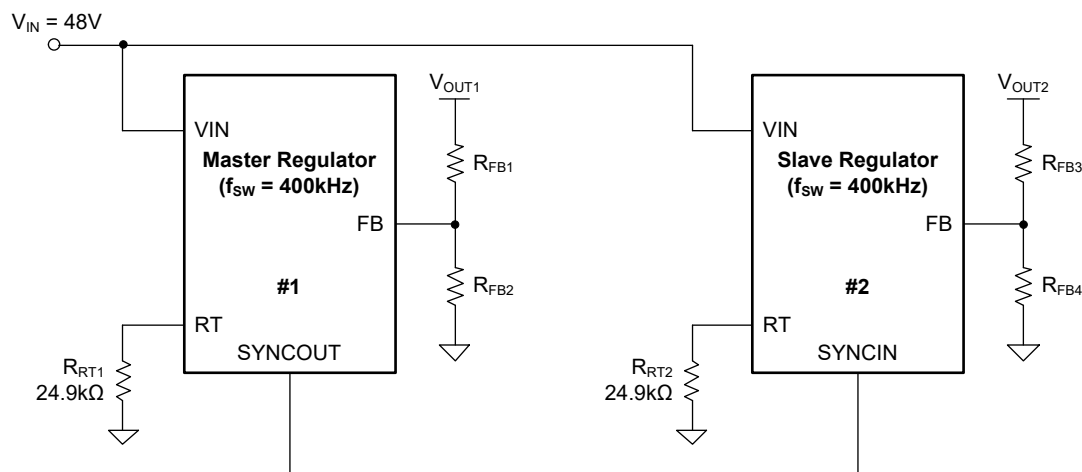 V_IN = 48V
VIN
Master Regulator
(f_SW = 400kHz)
FB
#1
RT
SYNCOUT
V_OUT1
R_FB1
R_FB2
R_RT1
24.9kΩ
VIN
Slave Regulator
(f_SW = 400kHz)
FB
#2
RT
SYNCIN
V_OUT2
R_FB3
R_FB4
R_RT2
24.9kΩ